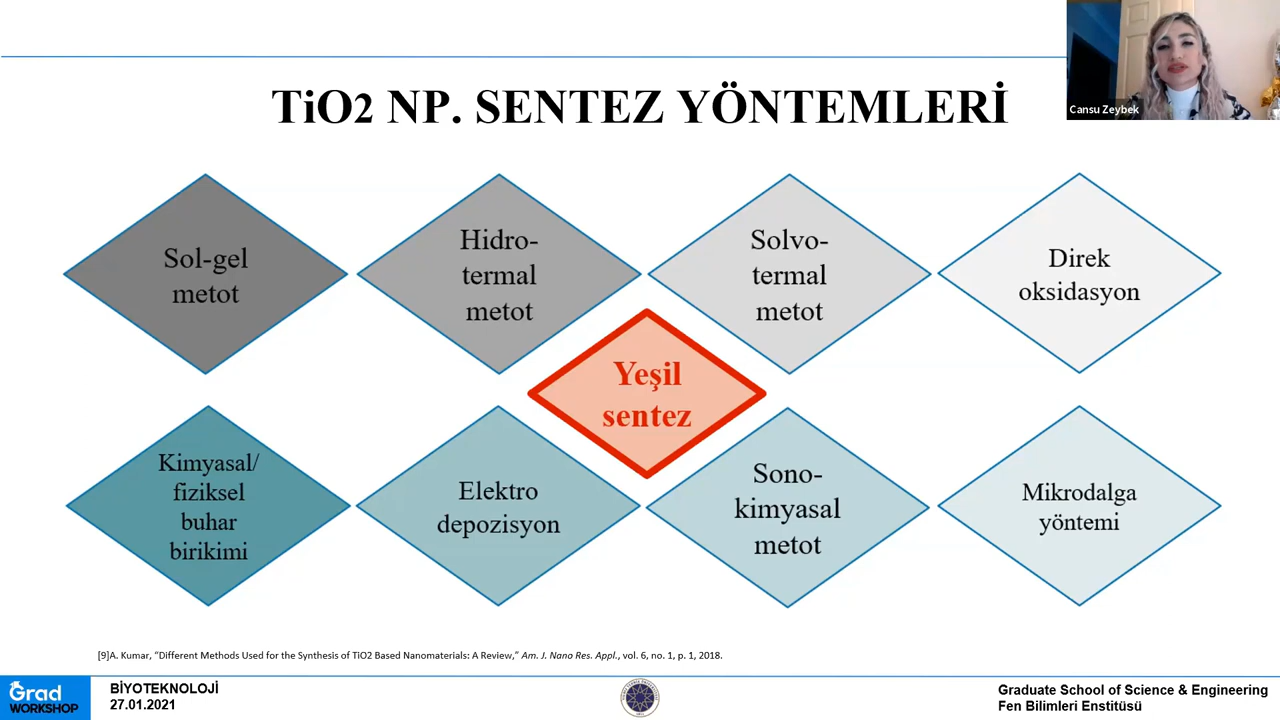 Cansu Zeybek
TiO2 NP. SENTEZ YÖNTEMLERİ
Sol-gel
metot
Hidro-
termal
metot
Solvo-
termal
metot
Direk
oksidasyon
Yeşil
sentez
Kimyasal/
fiziksel
buhar
birikimi
Elektro
depozisyon
Sono-
kimyasal
metot
Mikrodalga
yöntemi
[9]A. Kumar, “Different Methods Used for the Synthesis of TiO2 Based Nanomaterials: A Review,” Am. J. Nano Res. Appl., vol. 6, no. 1, p. 1, 2018.
Grad
WORKSHOP
BİYOTEKNOLOJİ
27.01.2021
Graduate School of Science & Engineering
Fen Bilimleri Enstitüsü